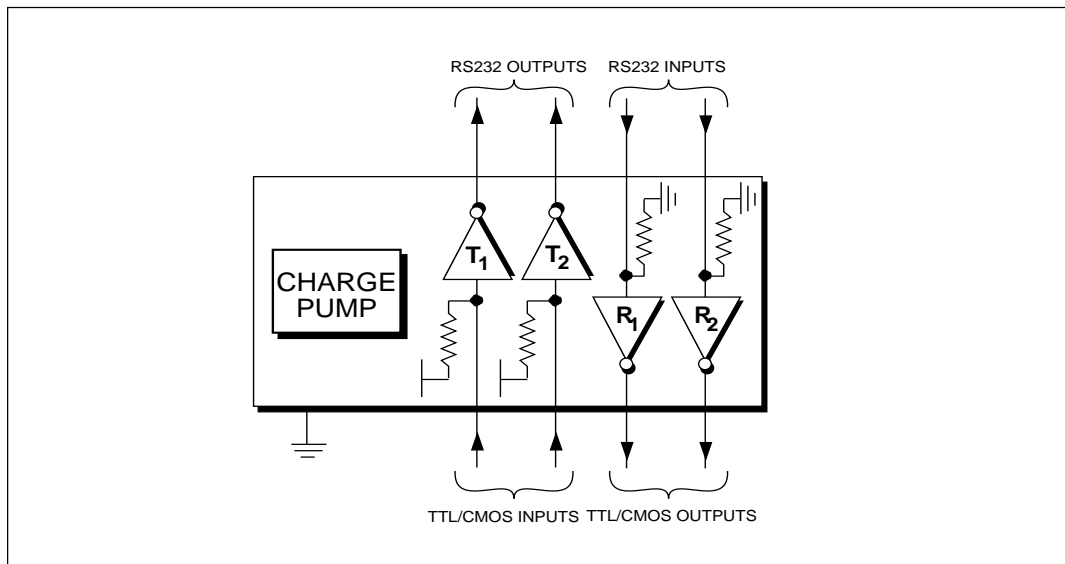 RS232 OUTPUTS RS232 INPUTS
T1 T2
CHARGE
PUMP
R1 R2
TTL/CMOS INPUTS TTL/CMOS OUTPUTS